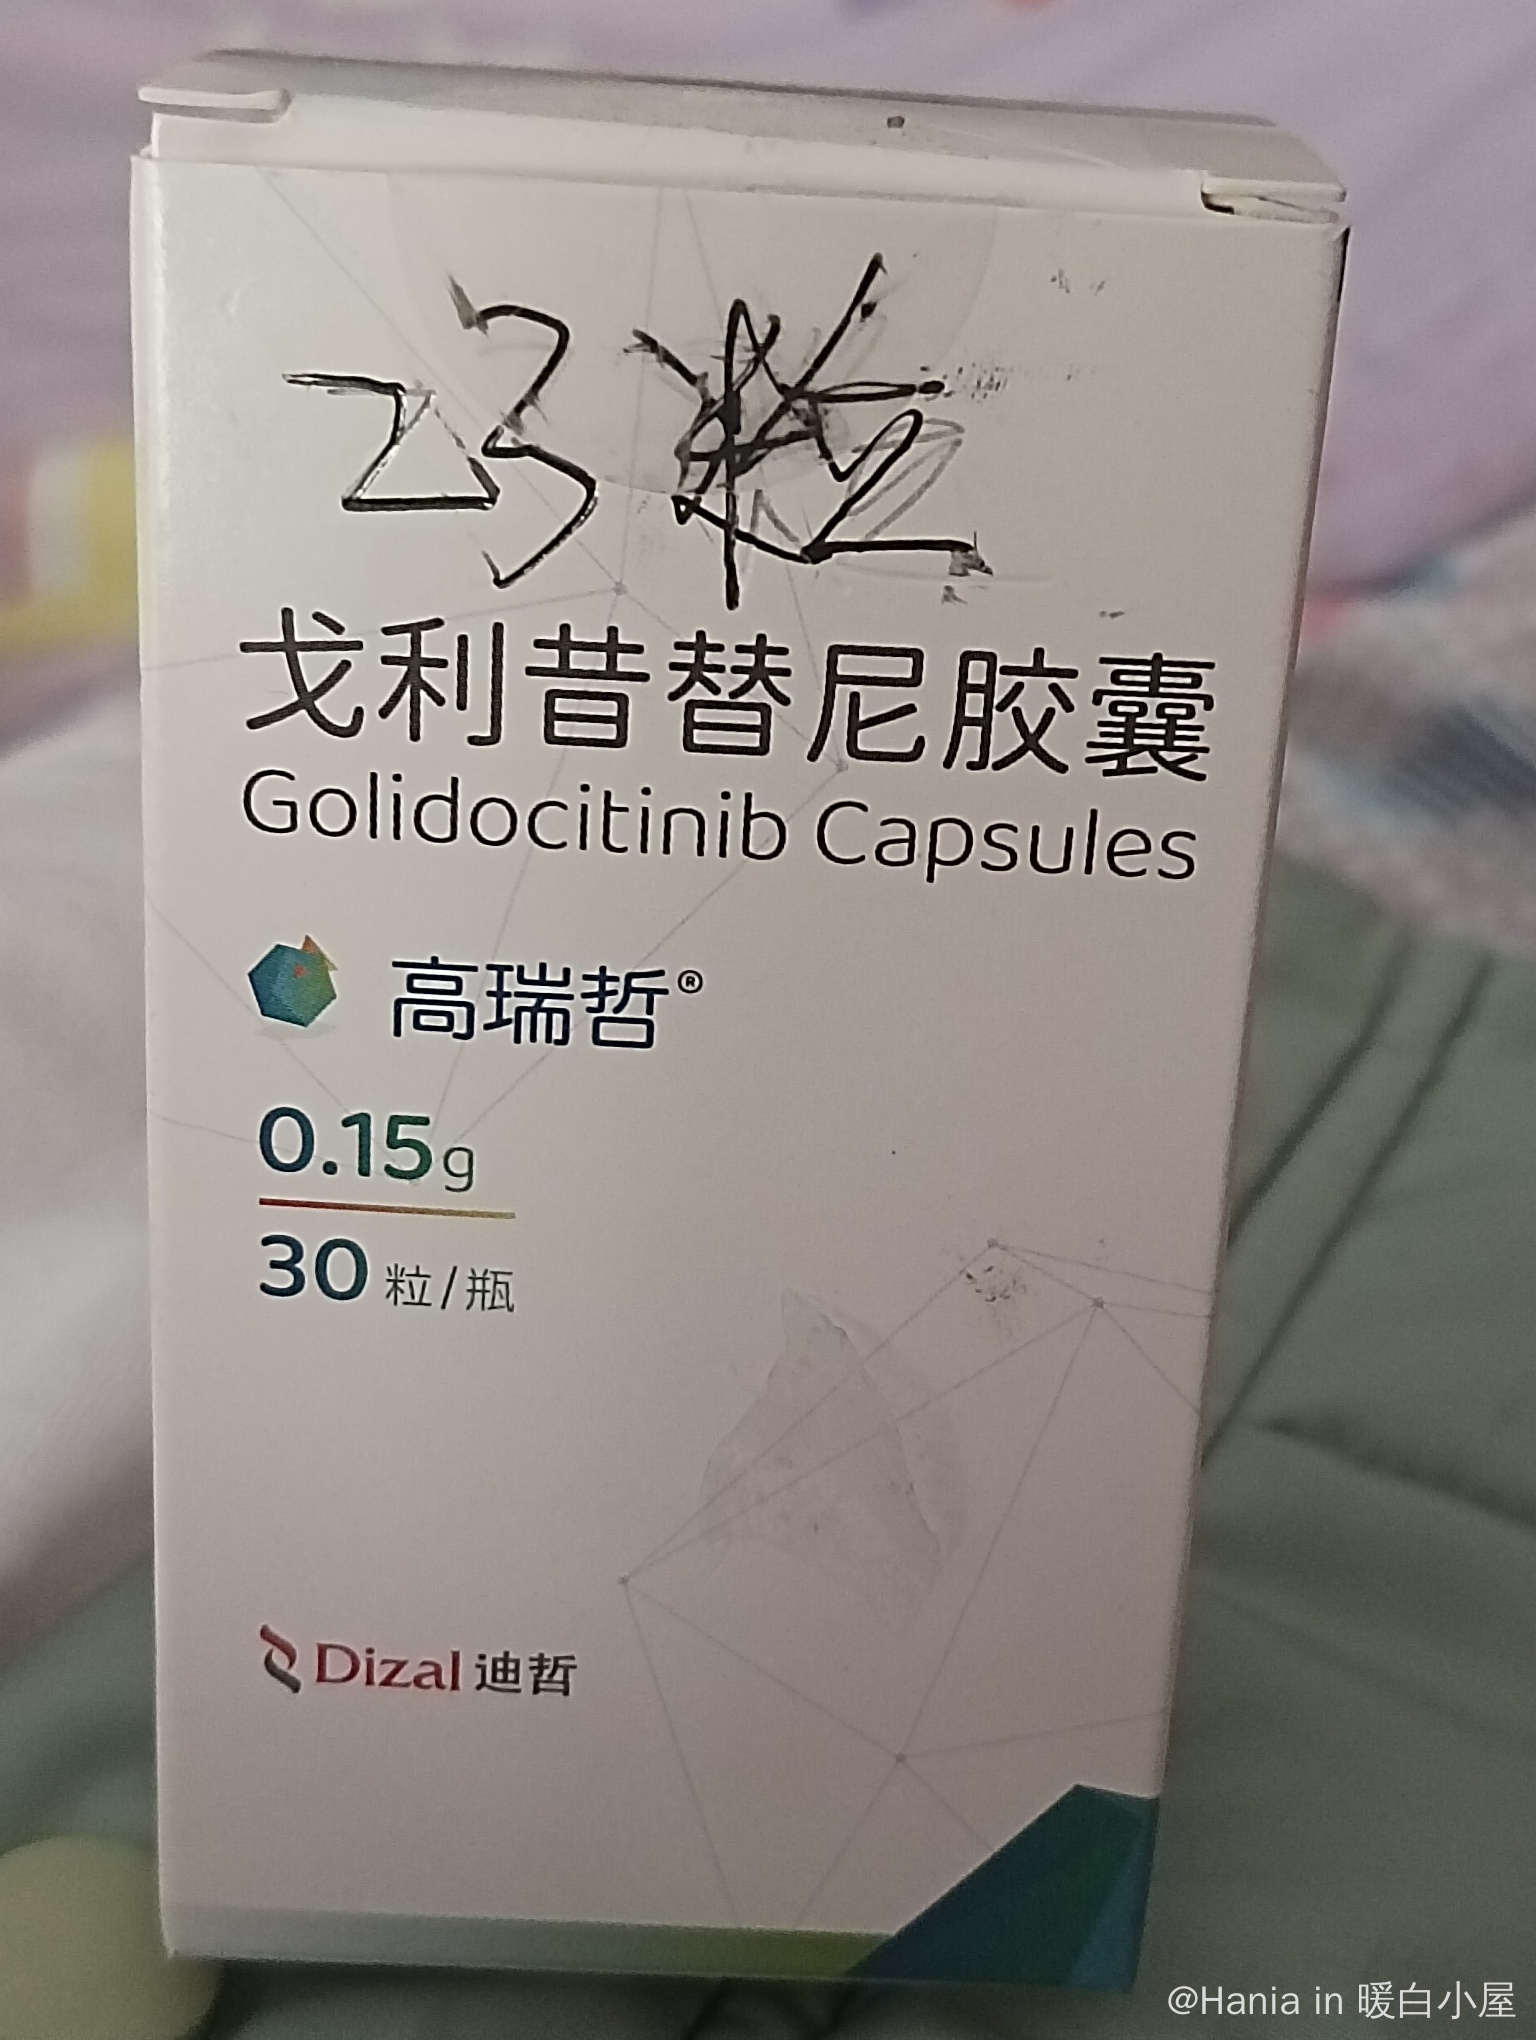 23粒
戈利昔替尼胶囊
Golidocitinib Capsules
高瑞哲®
0.15g
30粒/瓶
Dizal 迪哲
@Hania in 暖白小屋